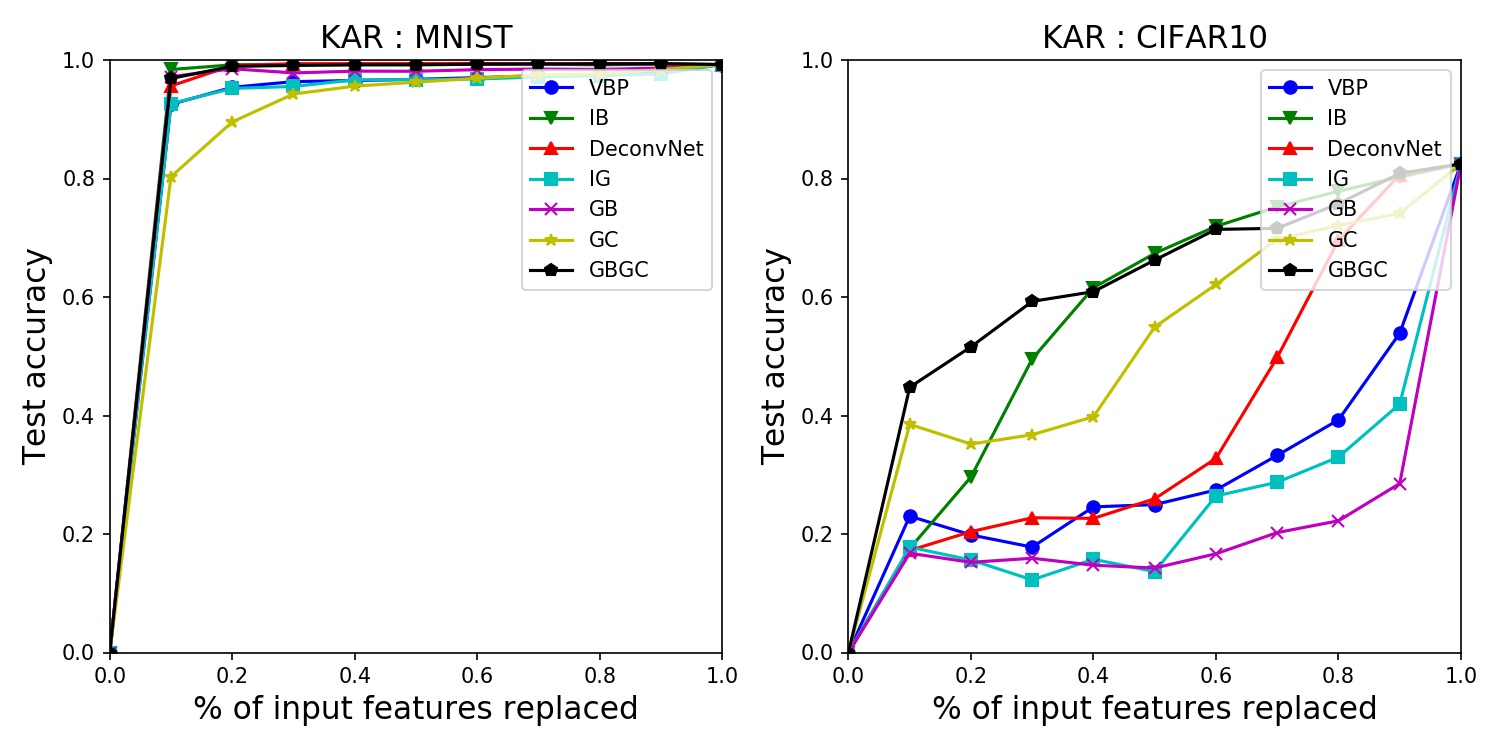 KAR : MNIST
1.0
0.8
0.6
0.4
0.2
0.0
Test accuracy
VBP
IB
DeconvNet
IG
GB
GC
GBGC
0.0 0.2 0.4 0.6 0.8 1.0
% of input features replaced
KAR : CIFAR10
1.0
0.8
0.6
0.4
0.2
0.0
Test accuracy
VBP
IB
DeconvNet
IG
GB
GC
GBGC
0.0 0.2 0.4 0.6 0.8 1.0
% of input features replaced